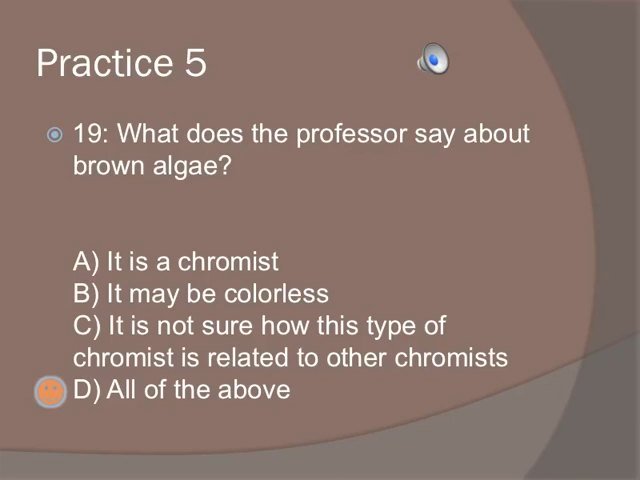 Practice 5
19: What does the professor say about
brown algae?
A) It is a chromist
B) It may be colorless
C) It is not sure how this type of
chromist is related to other chromists
D) All of the above